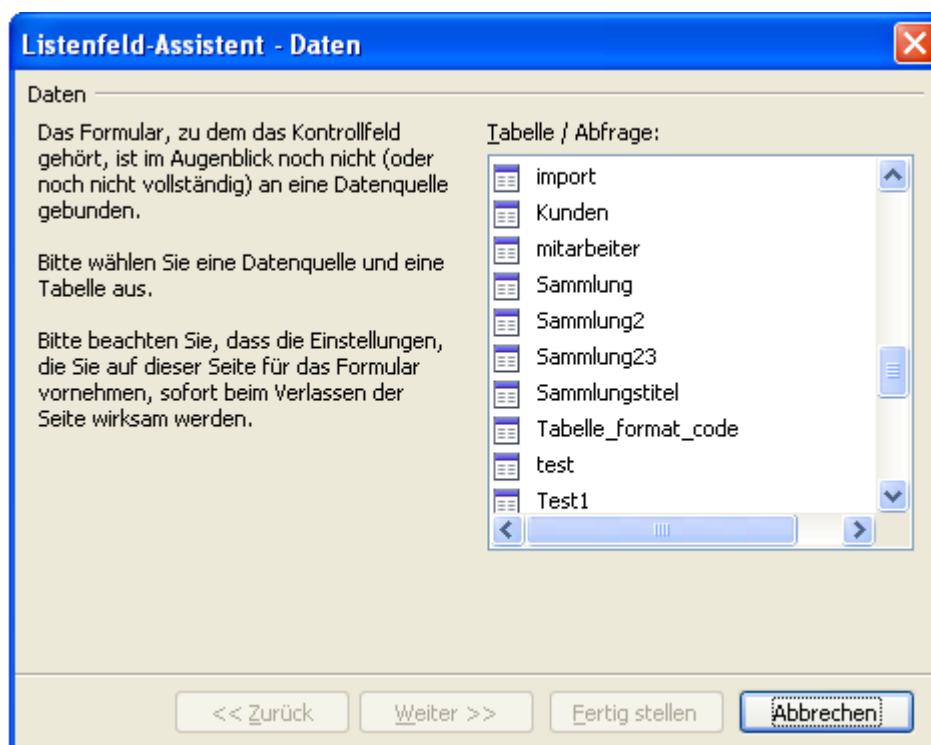 Listenfeld-Assistent - Daten
Daten
Das Formular, zu dem das Kontrollfeld
gehört, ist im Augenblick noch nicht (oder
noch nicht vollständig) an eine Datenquelle
gebunden.
Bitte wählen Sie eine Datenquelle und eine
Tabelle aus.
Bitte beachten Sie, dass die Einstellungen,
die Sie auf dieser Seite für das Formular
vornehmen, sofort beim Verlassen der
Seite wirksam werden.
Tabelle / Abfrage:
import
Kunden
mitarbeiter
Sammlung
Sammlung2
Sammlung23
Sammlungstitel
Tabelle_format_code
test
Test1
<< Zurück
Weiter >>
Fertig stellen
Abbrechen